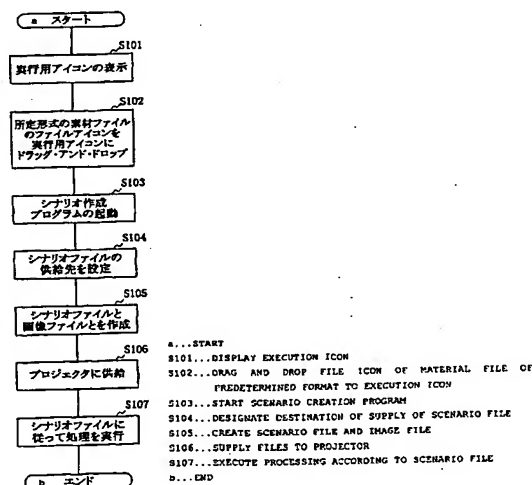 a スタート
S101
実行用アイコンの表示
S102
所定形式の素材ファイル
のファイルアイコンを
実行用アイコンに
ドラッグ・アンド・ドロップ
S103
シナリオ作成
プログラムの起動
S104
シナリオファイルの
供給先を設定
S105
シナリオファイルと
画像ファイルとを作成
S106
プロジェクタに供給
S107
シナリオファイルに
従って処理を実行
b エンド
a...START
S101...DISPLAY EXECUTION ICON
S102...DRAG AND DROP FILE ICON OF MATERIAL FILE OF
PREDETERMINED FORMAT TO EXECUTION ICON
S103...START SCENARIO CREATION PROGRAM
S104...DESIGNATE DESTINATION OF SUPPLY OF SCENARIO FILE
S105...CREATE SCENARIO FILE AND IMAGE FILE
S106...SUPPLY FILES TO PROJECTOR
S107...EXECUTE PROCESSING ACCORDING TO SCENARIO FILE
b...END